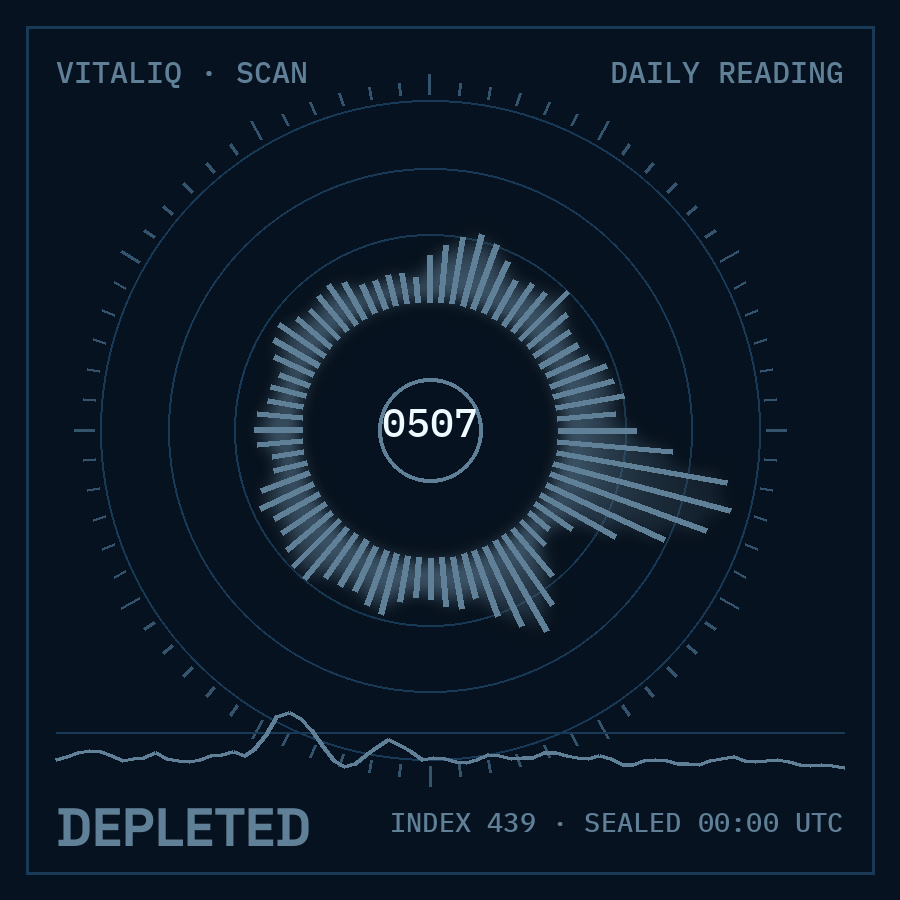 VITALIQ · SCAN
DAILY READING
0507
DEPLETED
INDEX 439 · SEALED 00:00 UTC